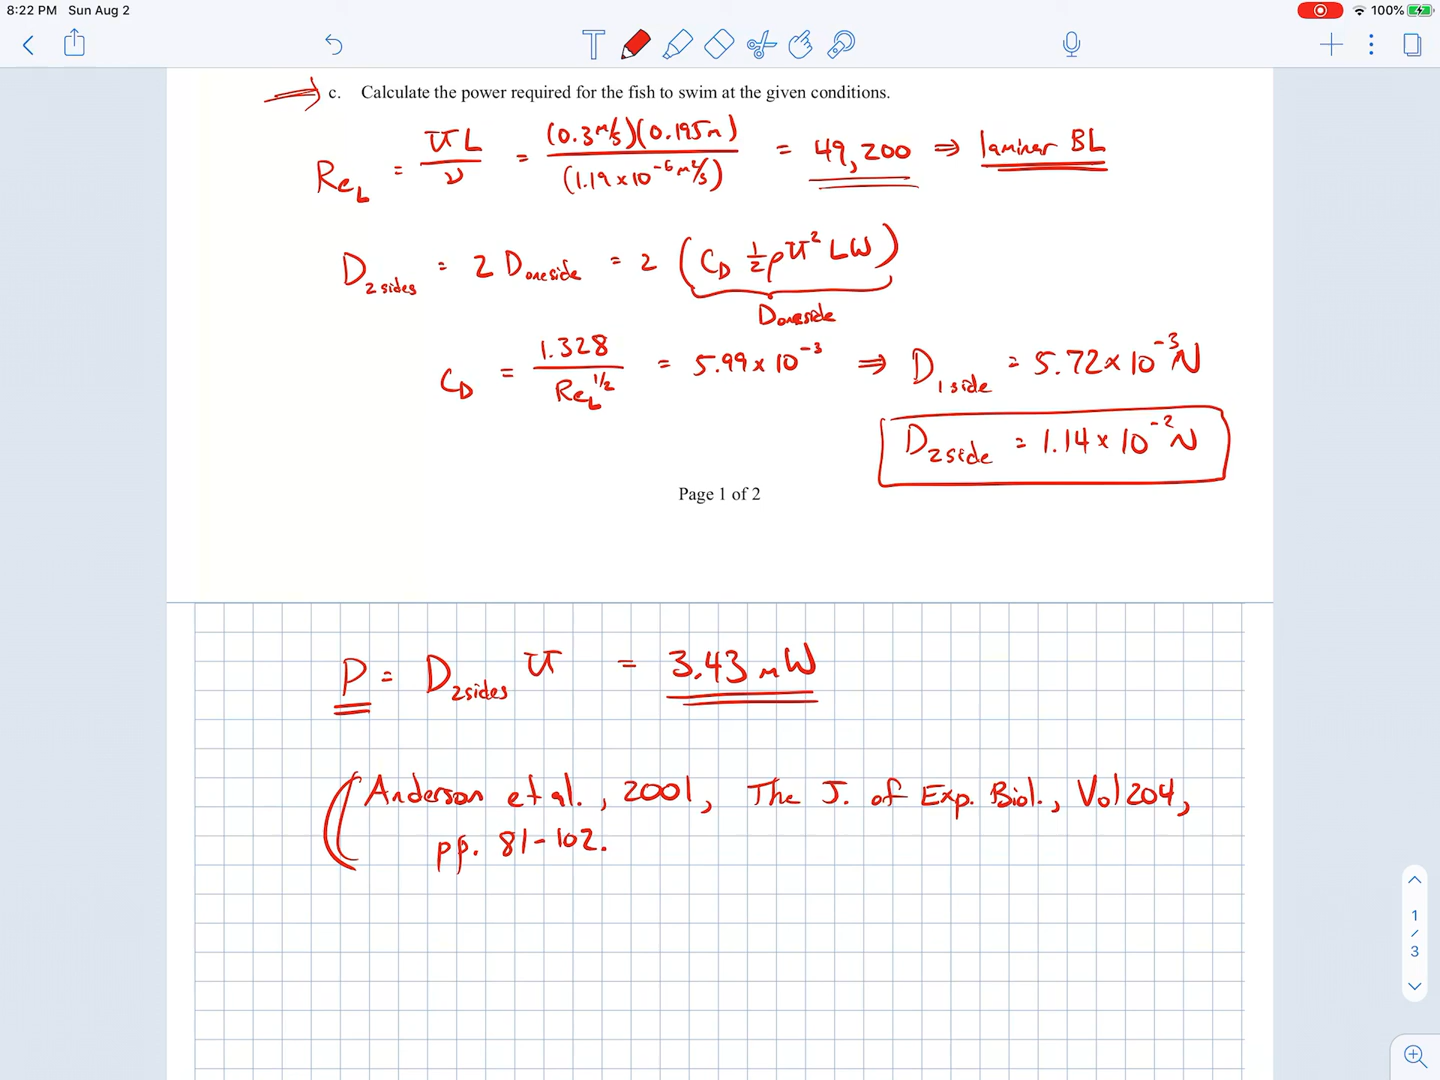 8:22 PM Sun Aug 2
100%
T
c. Calculate the power required for the fish to swim at the given conditions.
Re_L = UL/ν = (0.3 m/s)(0.195 m)/(1.19 × 10^-6 m²/s) = 49,200 ⇒ laminar BL
D_2 sides = 2 D_one side = 2 (C_D ½ ρ U² L W)
D_one side
C_D = 1.328/Re_L^1/2 = 5.99 × 10^-3 ⇒ D_1 side = 5.72 × 10^-3 N
D_2 side = 1.14 × 10^-2 N
Page 1 of 2
P = D_2 sides U = 3.43 mW
(Anderson et al., 2001, The J. of Exp. Biol., Vol 204,
pp. 81-102.
1
/
3